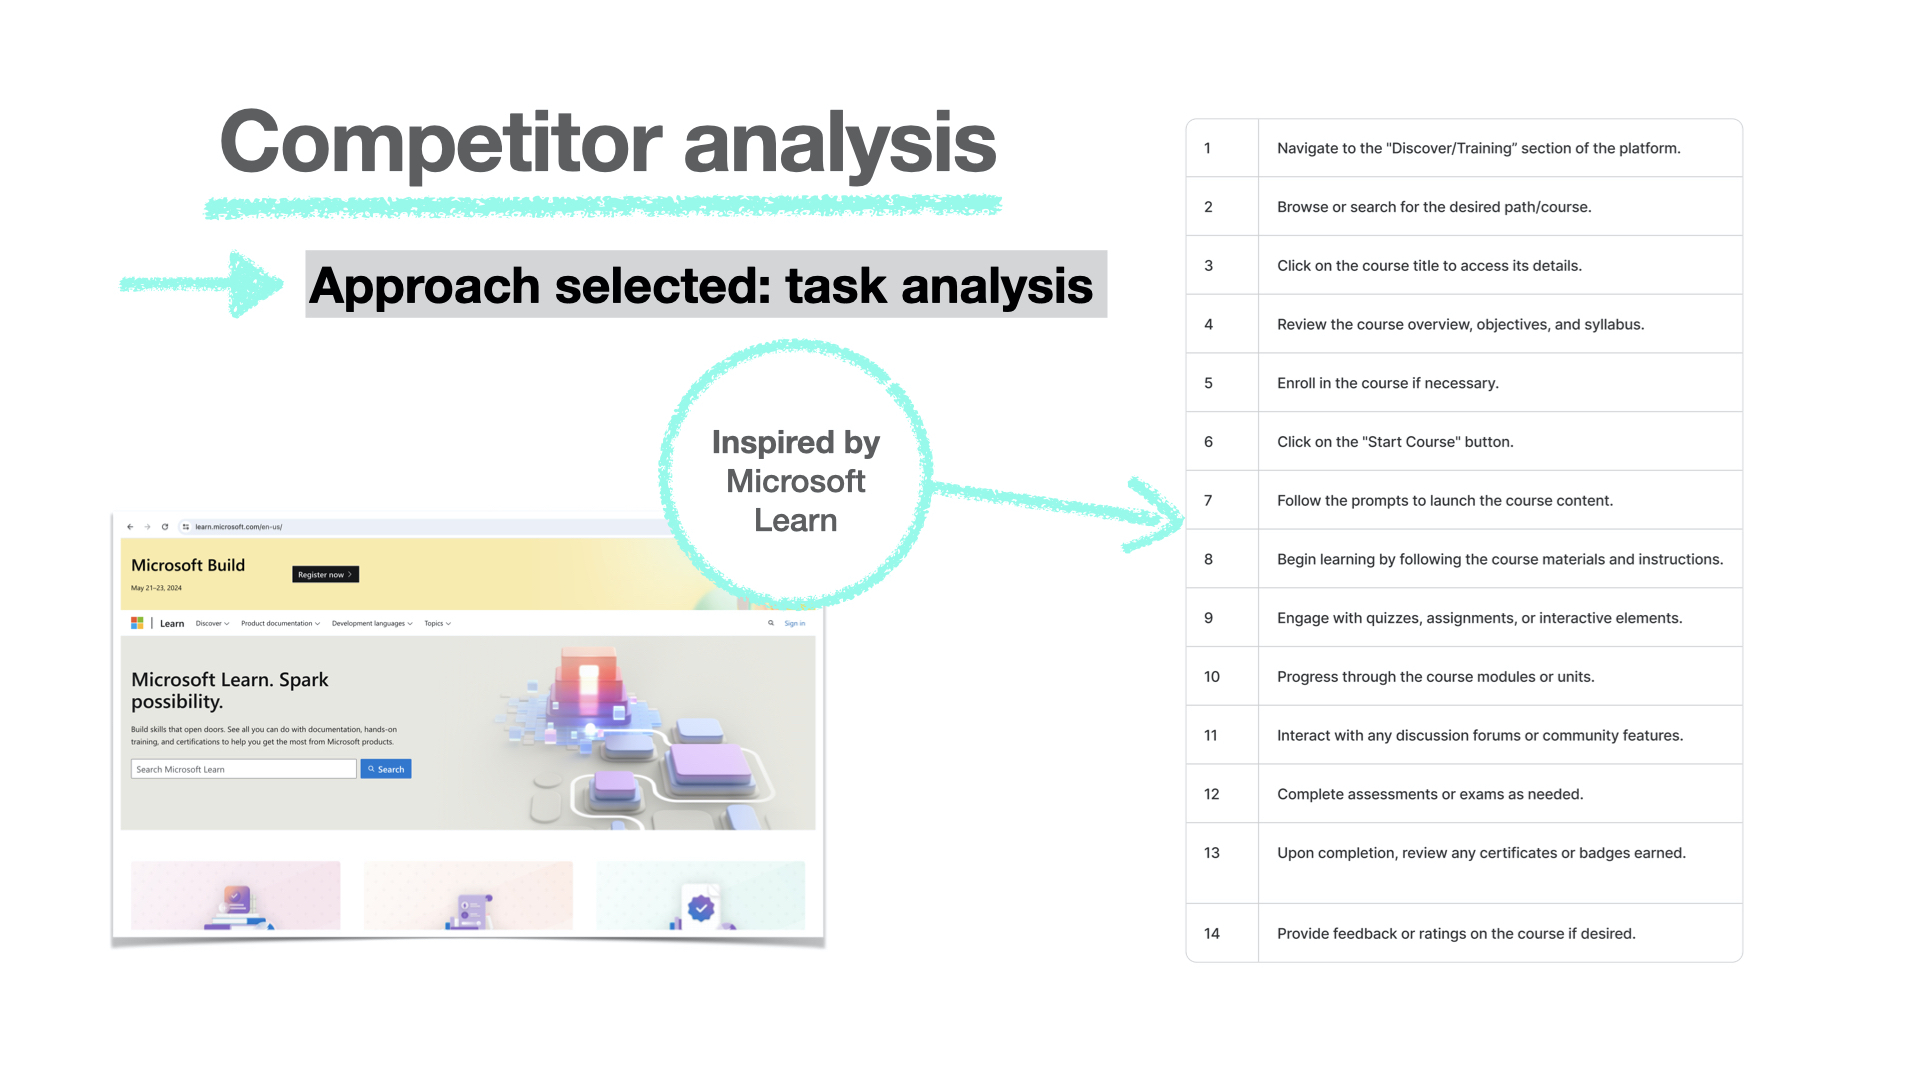 Competitor analysis
Approach selected: task analysis
Inspired by
Microsoft
Learn
learn.microsoft.com/en-us/
Microsoft Build
May 21–23, 2024
Register now
Learn
Discover
Product documentation
Development languages
Topics
Sign in
Microsoft Learn. Spark
possibility.
Build skills that open doors. See all you can do with documentation, hands-on
training, and certifications to help you get the most from Microsoft products.
Search Microsoft Learn
Search
1 Navigate to the "Discover/Training” section of the platform.
2 Browse or search for the desired path/course.
3 Click on the course title to access its details.
4 Review the course overview, objectives, and syllabus.
5 Enroll in the course if necessary.
6 Click on the "Start Course" button.
7 Follow the prompts to launch the course content.
8 Begin learning by following the course materials and instructions.
9 Engage with quizzes, assignments, or interactive elements.
10 Progress through the course modules or units.
11 Interact with any discussion forums or community features.
12 Complete assessments or exams as needed.
13 Upon completion, review any certificates or badges earned.
14 Provide feedback or ratings on the course if desired.